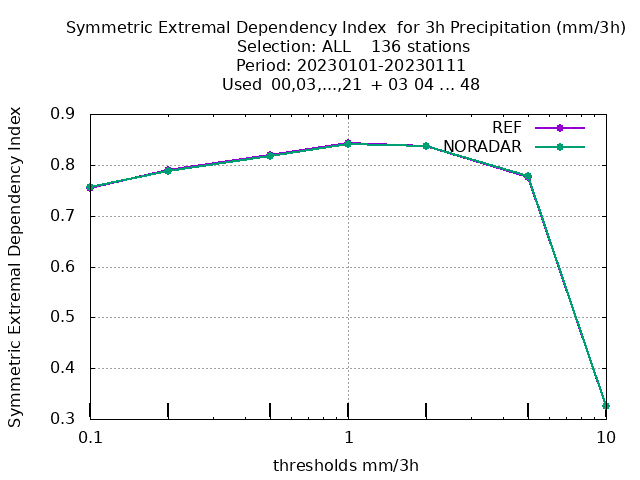 Symmetric Extremal Dependency Index  for 3h Precipitation (mm/3h)
Selection: ALL    136 stations
Period: 20230101-20230111
Used  00,03,...,21  + 03 04 ... 48
Symmetric Extremal Dependency Index
0.9
0.8
0.7
0.6
0.5
0.4
0.3
REF
NORADAR
0.1
1
10
thresholds mm/3h